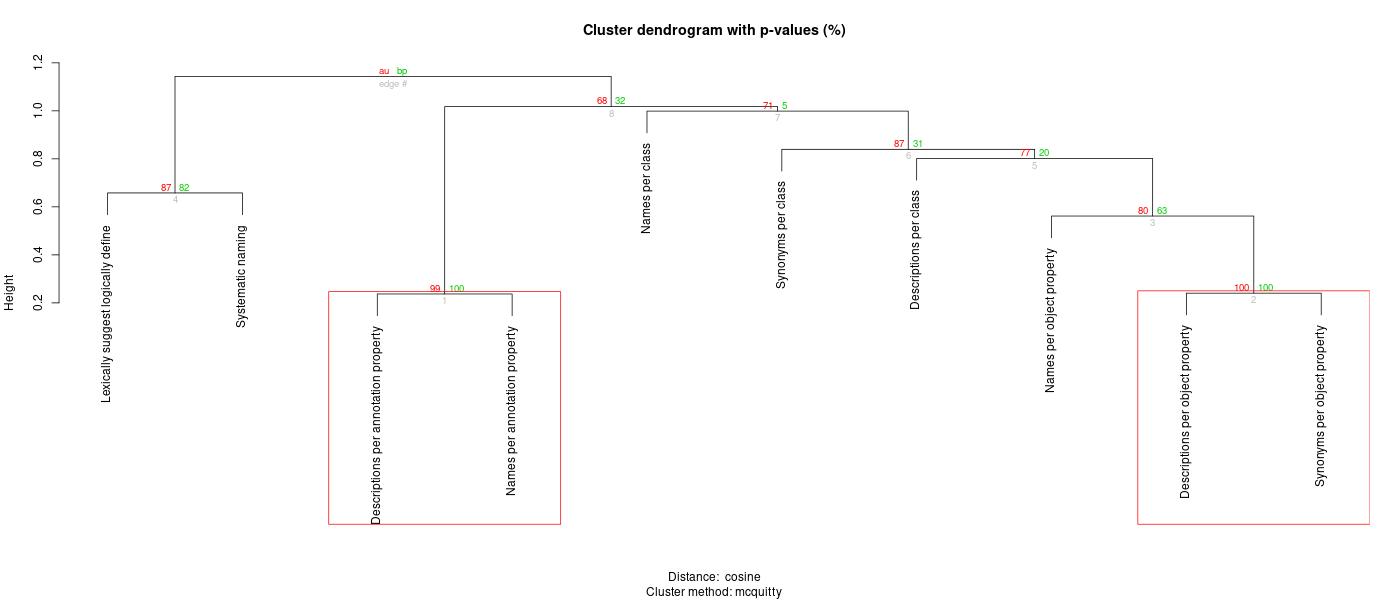 Cluster dendrogram with p-values (%)
Height
1.2
1.0
0.8
0.6
0.4
0.2
au bp
edge #
68 32
8
71 5
7
87 31
6
77 20
5
87 82
4
80 63
3
99 100
1
100 100
2
Lexically suggest logically define
Systematic naming
Descriptions per annotation property
Names per annotation property
Names per class
Synonyms per class
Descriptions per class
Names per object property
Descriptions per object property
Synonyms per object property
Distance: cosine
Cluster method: mcquitty